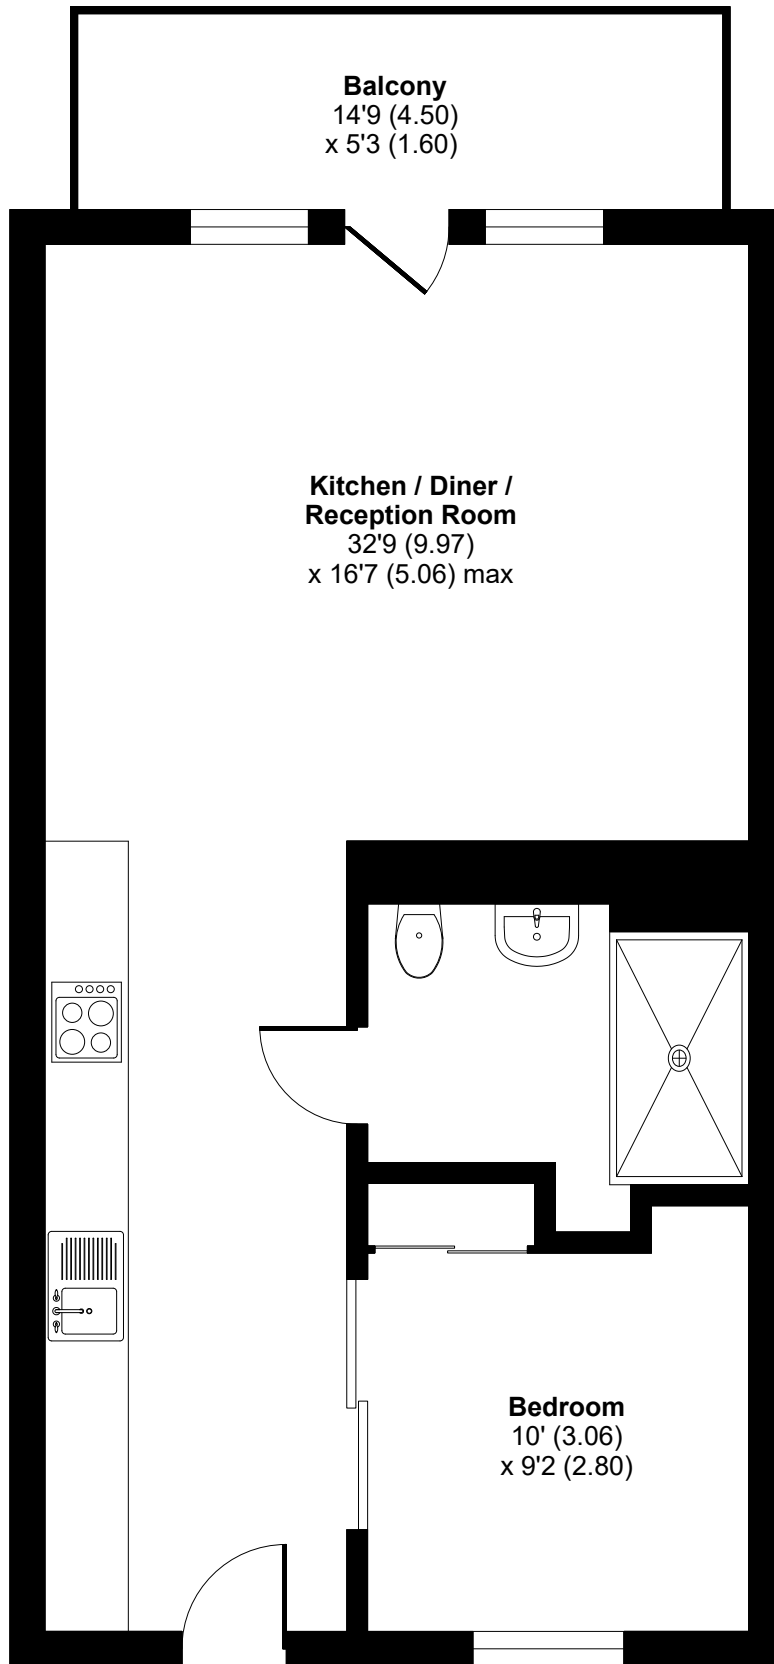 Balcony
14'9 (4.50)
x 5'3 (1.60)
Kitchen / Diner /
Reception Room
32'9 (9.97)
x 16'7 (5.06) max
Bedroom
10' (3.06)
x 9'2 (2.80)